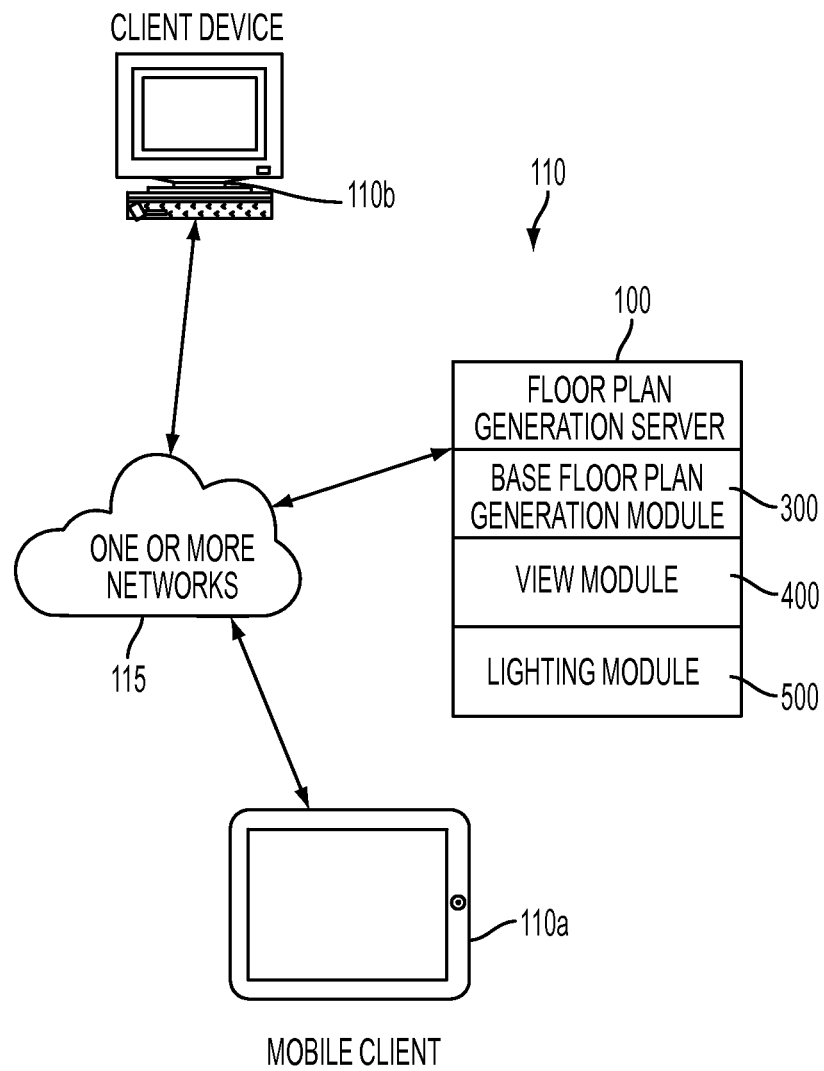 CLIENT DEVICE
110b
110
100
FLOOR PLAN
GENERATION SERVER
BASE FLOOR PLAN
GENERATION MODULE
300
VIEW MODULE
400
LIGHTING MODULE
500
ONE OR MORE
NETWORKS
115
110a
MOBILE CLIENT